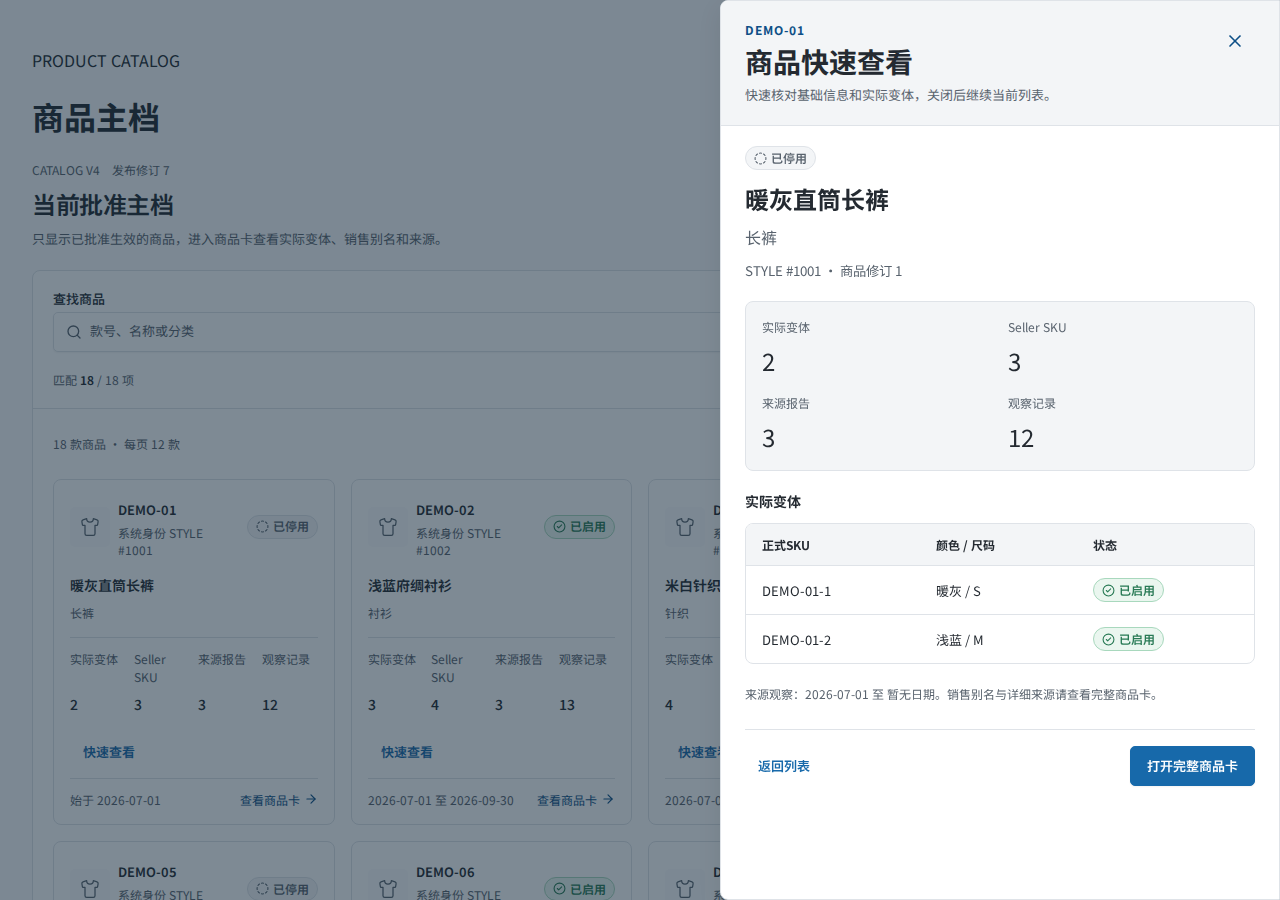 PRODUCT CATALOG
商品主档
CATALOG V4 发布修订 7
当前批准主档
只显示已批准生效的商品，进入商品卡查看实际变体、销售别名和来源。
查找商品
款号、名称或分类
匹配 18 / 18 项
18 款商品 • 每页 12 款
DEMO-01
系统身份 STYLE
#1001
已停用
暖灰直筒长裤
长裤
实际变体 Seller SKU 来源报告 观察记录
2 3 3 12
快速查看
始于 2026-07-01 查看商品卡
DEMO-02
系统身份 STYLE
#1002
已启用
浅蓝府绸衬衫
衬衫
实际变体 Seller SKU 来源报告 观察记录
3 4 3 13
快速查看
2026-07-01 至 2026-09-30 查看商品卡
米白针织
针织
实际变体
4
快速查
DEMO-05
系统身份 STYLE
已停用
DEMO-06
系统身份 STYLE
已启用
DEMO-01
商品快速查看
快速核对基础信息和实际变体，关闭后继续当前列表。
已停用
暖灰直筒长裤
长裤
STYLE #1001 • 商品修订 1
实际变体 Seller SKU
2 3
来源报告 观察记录
3 12
实际变体
正式SKU 颜色 / 尺码 状态
DEMO-01-1 暖灰 / S 已启用
DEMO-01-2 浅蓝 / M 已启用
来源观察：2026-07-01 至 暂无日期。销售别名与详细来源请查看完整商品卡。
返回列表 打开完整商品卡